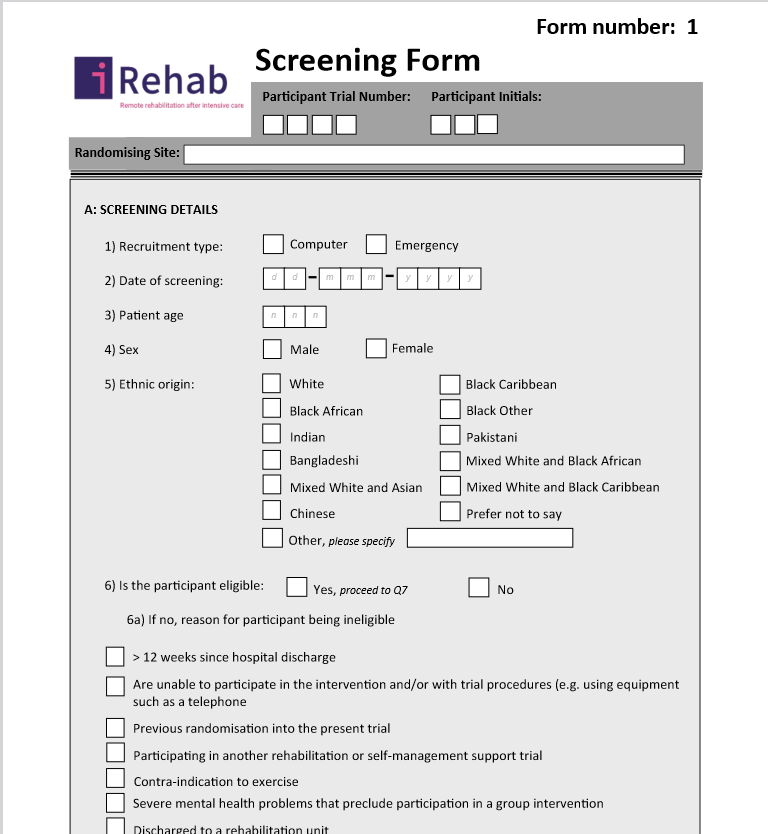 Form number: 1
iRehab
Remote rehabilitation after intensive care
Screening Form
Participant Trial Number: Participant Initials:
Randomising Site:
A: SCREENING DETAILS
1) Recruitment type: Computer Emergency
2) Date of screening: d d - m m m - y y y y
3) Patient age n n n
4) Sex Male Female
5) Ethnic origin: White Black Caribbean
Black African Black Other
Indian Pakistani
Bangladeshi Mixed White and Black African
Mixed White and Asian Mixed White and Black Caribbean
Chinese Prefer not to say
Other, please specify
6) Is the participant eligible: Yes, proceed to Q7 No
6a) If no, reason for participant being ineligible
> 12 weeks since hospital discharge
Are unable to participate in the intervention and/or with trial procedures (e.g. using equipment
such as a telephone
Previous randomisation into the present trial
Participating in another rehabilitation or self-management support trial
Contra-indication to exercise
Severe mental health problems that preclude participation in a group intervention
Discharged to a rehabilitation unit